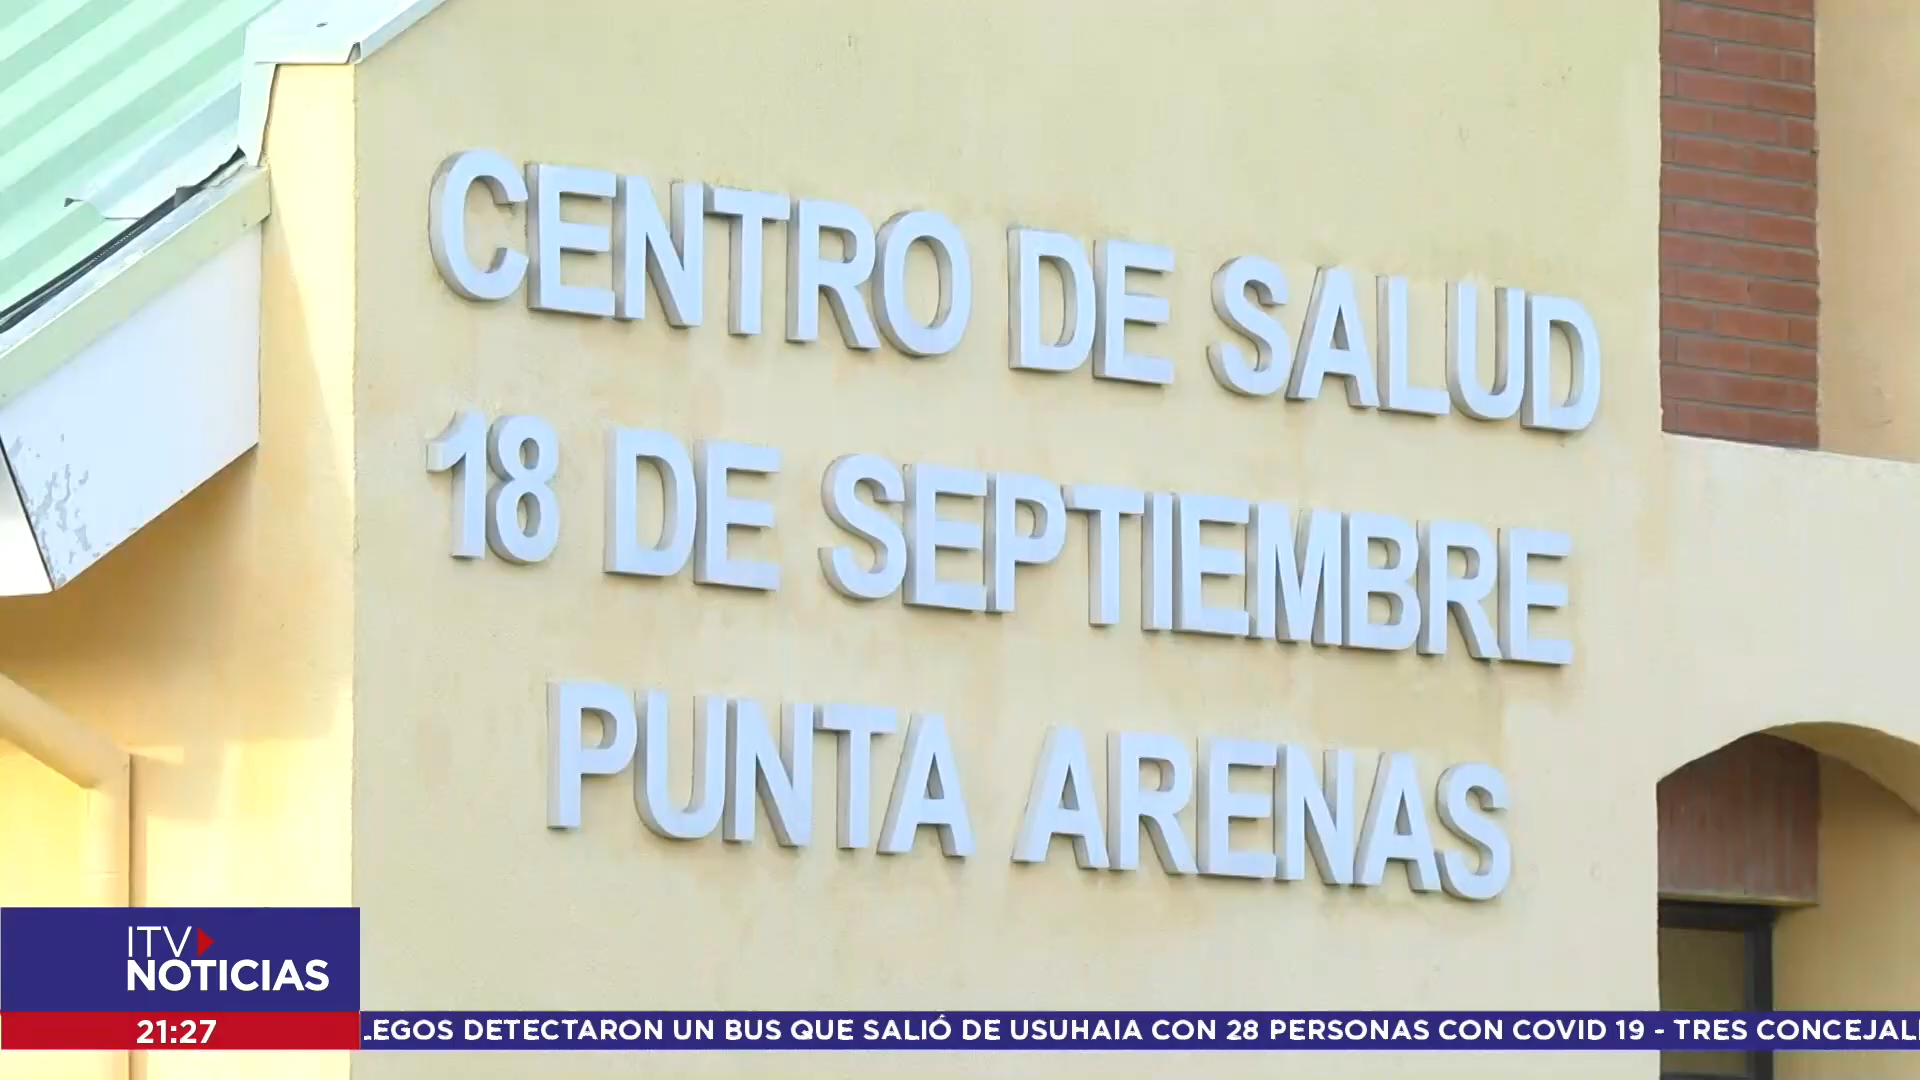 CENTRO DE SALUD
18 DE SEPTIEMBRE
PUNTA ARENAS
ITV
NOTICIAS
21:27
DETECTARON UN BUS QUE SALIÓ DE USUHAIA CON 28 PERSONAS CON COVID 19 - TRES